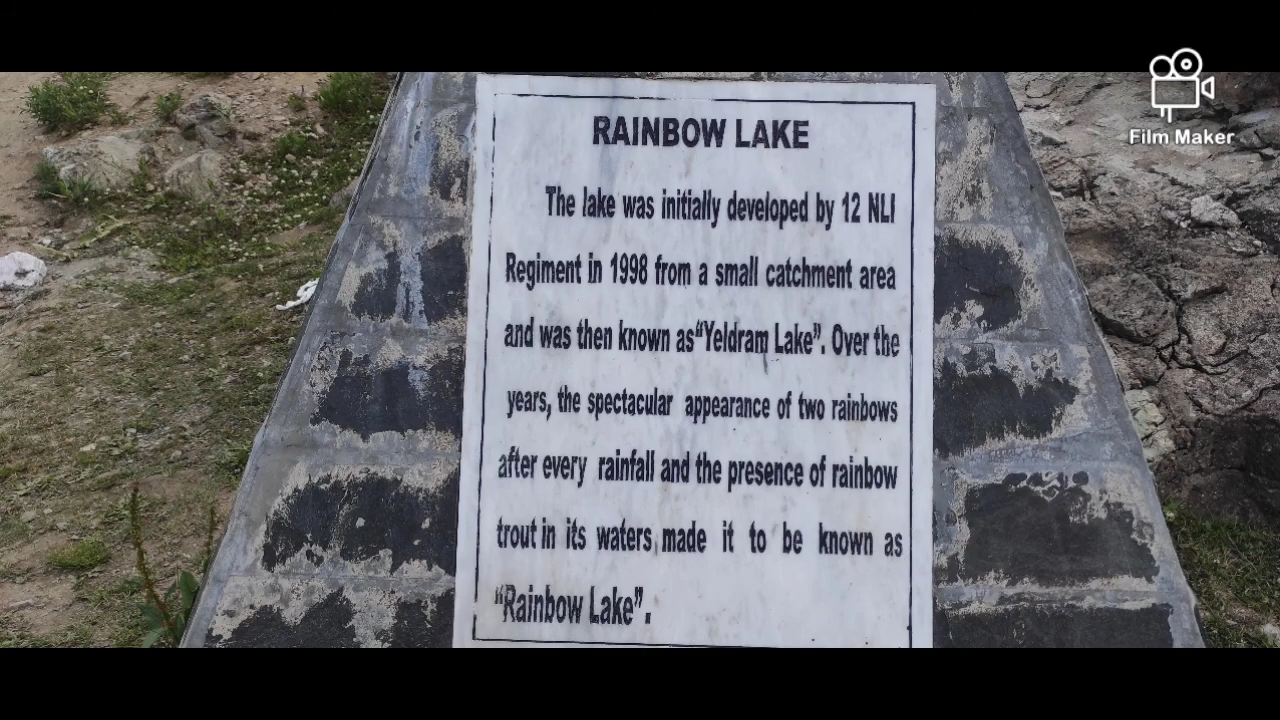 Film Maker
RAINBOW LAKE
The lake was initially developed by 12 NLI
Regiment in 1998 from a small catchment area
and was then known as“Yeldram Lake”. Over the
years, the spectacular appearance of two rainbows
after every rainfall and the presence of rainbow
trout in its waters made it to be known as
“Rainbow Lake”.